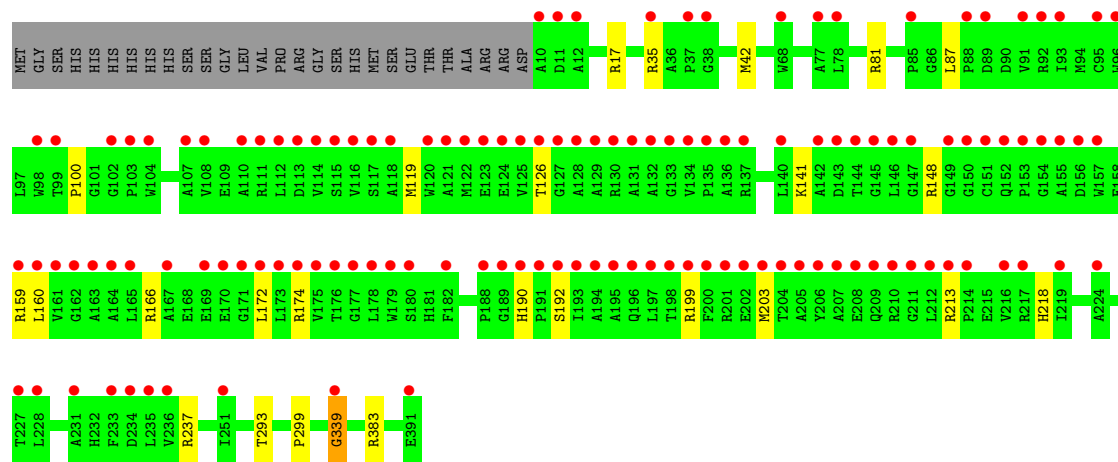 MET GLY SER HIS HIS HIS HIS HIS HIS SER SER GLY LEU VAL PRO ARG GLY SER HIS MET SER GLU THR THR ALA ARG ARG ASP A10 D11 A12 R17 R35 A36 P37 G38 M42 W68 A77 L78 R81 P85 G86 L87 P88 D89 D90 V91 R92 I93 M94 C95 W96
L97 W98 T99 P100 G101 G102 P103 W104 A107 V108 E109 A110 R111 L112 D113 V114 S115 V116 S117 A118 M119 W120 A121 M122 E123 E124 V125 T126 G127 A128 A129 R130 A131 A132 G133 V134 P135 A136 R137 L140 K141 A142 D143 T144 G145 L146 G147 R148 G149 G150 C151 Q152 P153 G154 A155 D156 W157 E158
R159 L160 V161 G162 A163 A164 L165 R166 A167 E168 E169 E170 G171 L172 L173 R174 V175 T176 G177 L178 W179 S180 H181 F182 P188 G189 H190 P191 S192 I193 A194 A195 Q196 L197 T198 R199 F200 E201 E202 M203 T204 A205 Y206 A207 E208 Q209 R210 G211 L212 R213 P214 E215 V216 R217 H218 I219 A224
T227 L228 A231 H232 F233 D234 L235 V236 R237 I251 T293 P299 G339 R383 E391